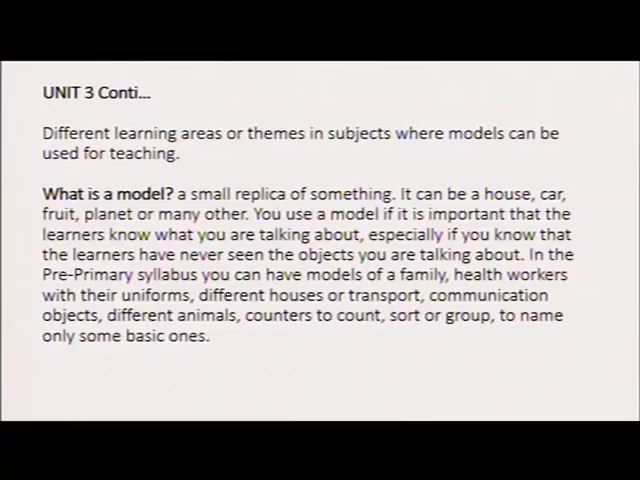 UNIT 3 Conti...
Different learning areas or themes in subjects where models can be
used for teaching.
What is a model? a small replica of something. It can be a house, car,
fruit, planet or many other. You use a model if it is important that the
learners know what you are talking about, especially if you know that
the learners have never seen the objects you are talking about. In the
Pre-Primary syllabus you can have models of a family, health workers
with their uniforms, different houses or transport, communication
objects, different animals, counters to count, sort or group, to name
only some basic ones.